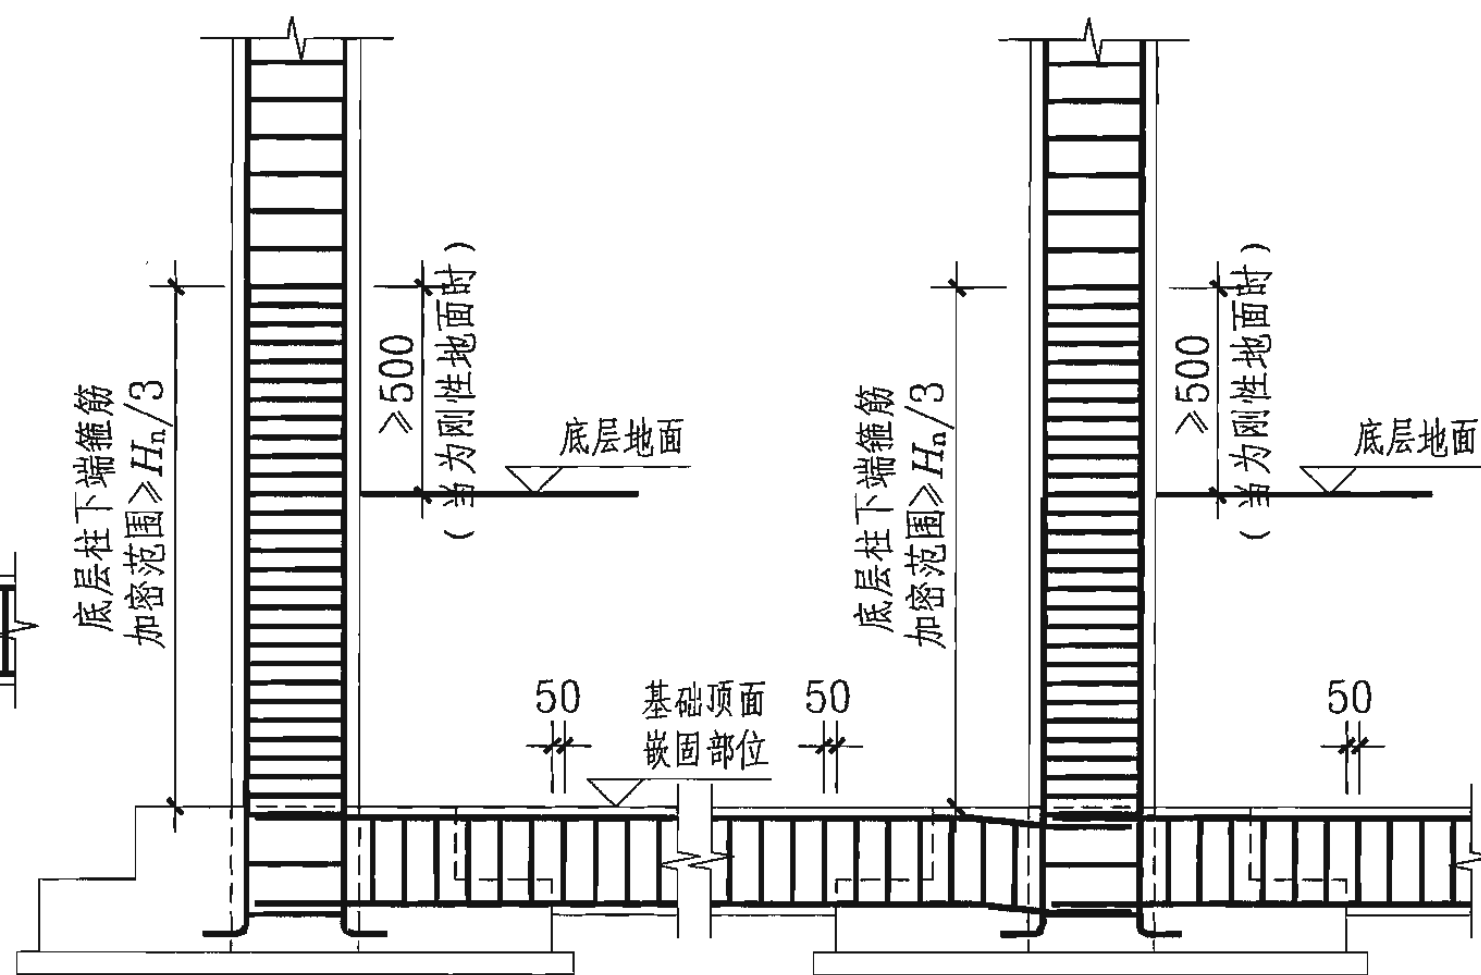 底层柱下端箍筋
加密范围≥Hn/3
≥500
(当为刚性地面时)
底层地面
50
基础顶面
嵌固部位
50
底层柱下端箍筋
加密范围≥Hn/3
≥500
(当为刚性地面时)
底层地面
50